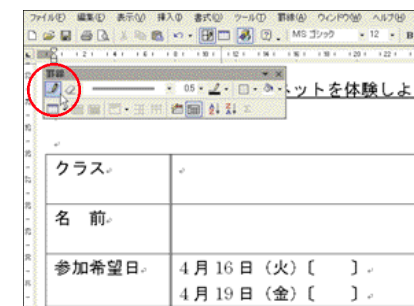 ファイル(F) 編集(E) 表示(V) 挿入(I) 書式(O) ツール(T) 罫線(A) ウィンドウ(W) ヘルプ(H)
MS ゴシック 12 B
罫線
0.5
ットを体験しよ
クラス
名 前
参加希望日 4月16日（火）〔 〕
4月19日（金）〔 〕